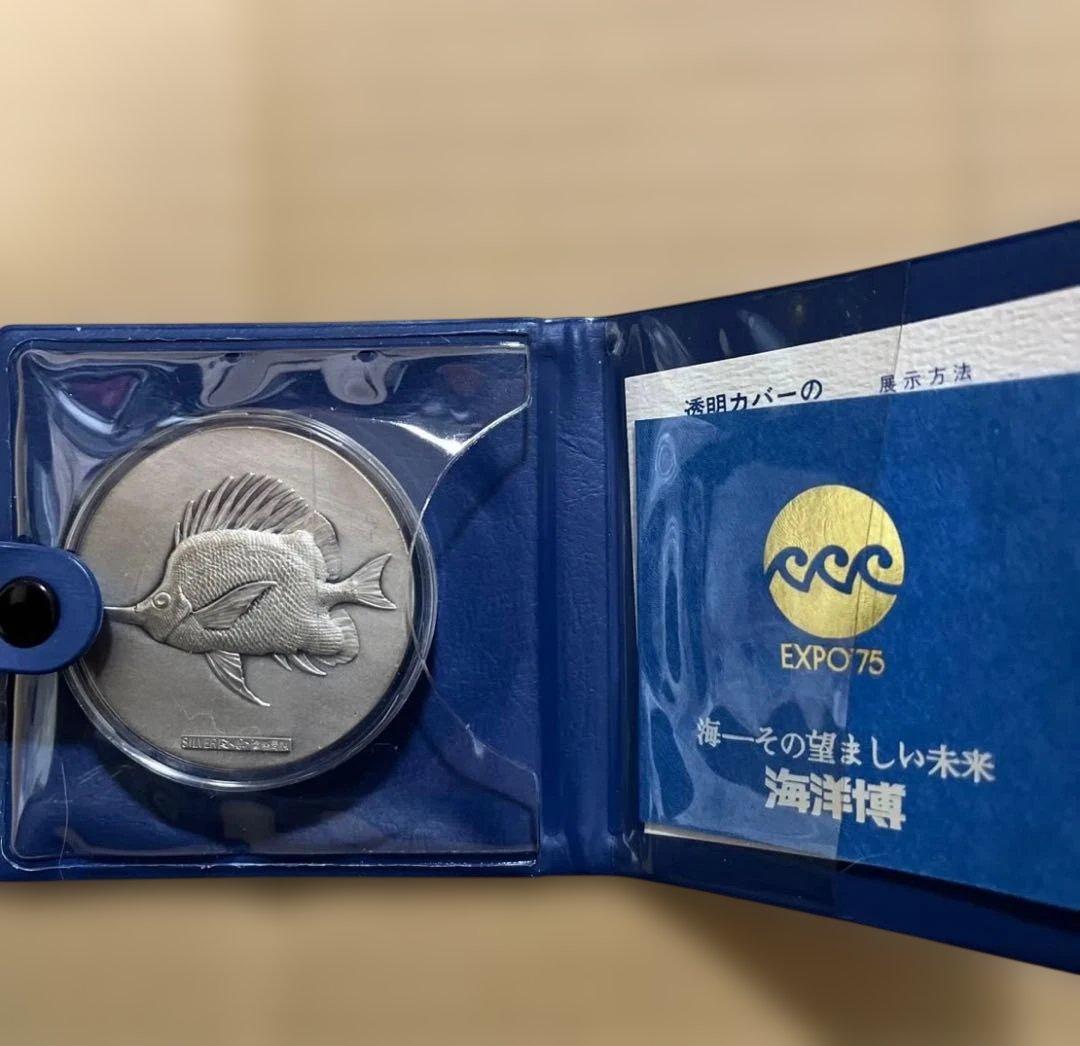 SILVER
透明カバーの
展示方法
EXPO'75
海―その望ましい未来
海洋博